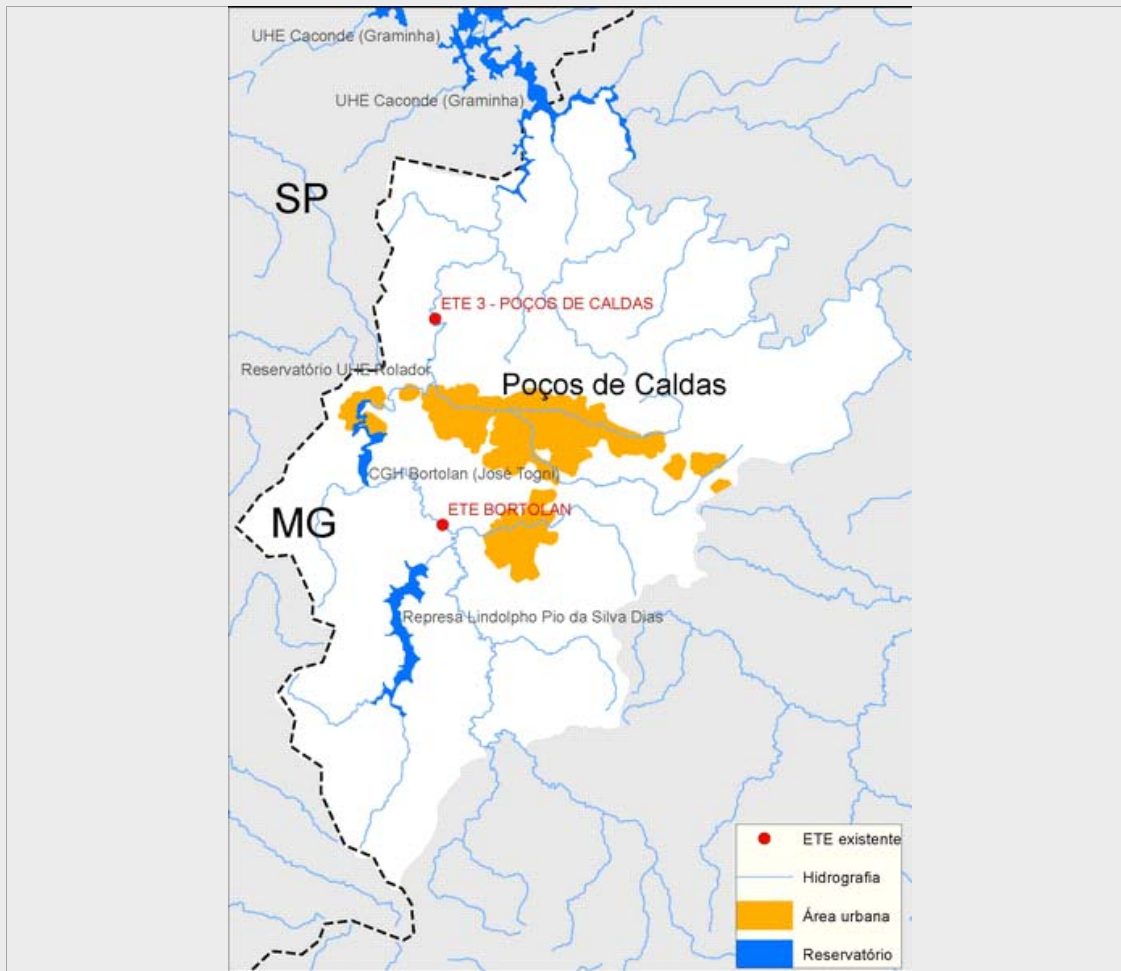 UHE Caconde (Graminha)
UHE Caconde (Graminha)
SP
ETE 3 - POÇOS DE CALDAS
Reservatório UHE Rolador
Poços de Caldas
CGH Bortolan (José Togni)
ETE BORTOLAN
MG
Represa Lindolpho Pio da Silva Dias
ETE existente
Hidrografia
Área urbana
Reservatório